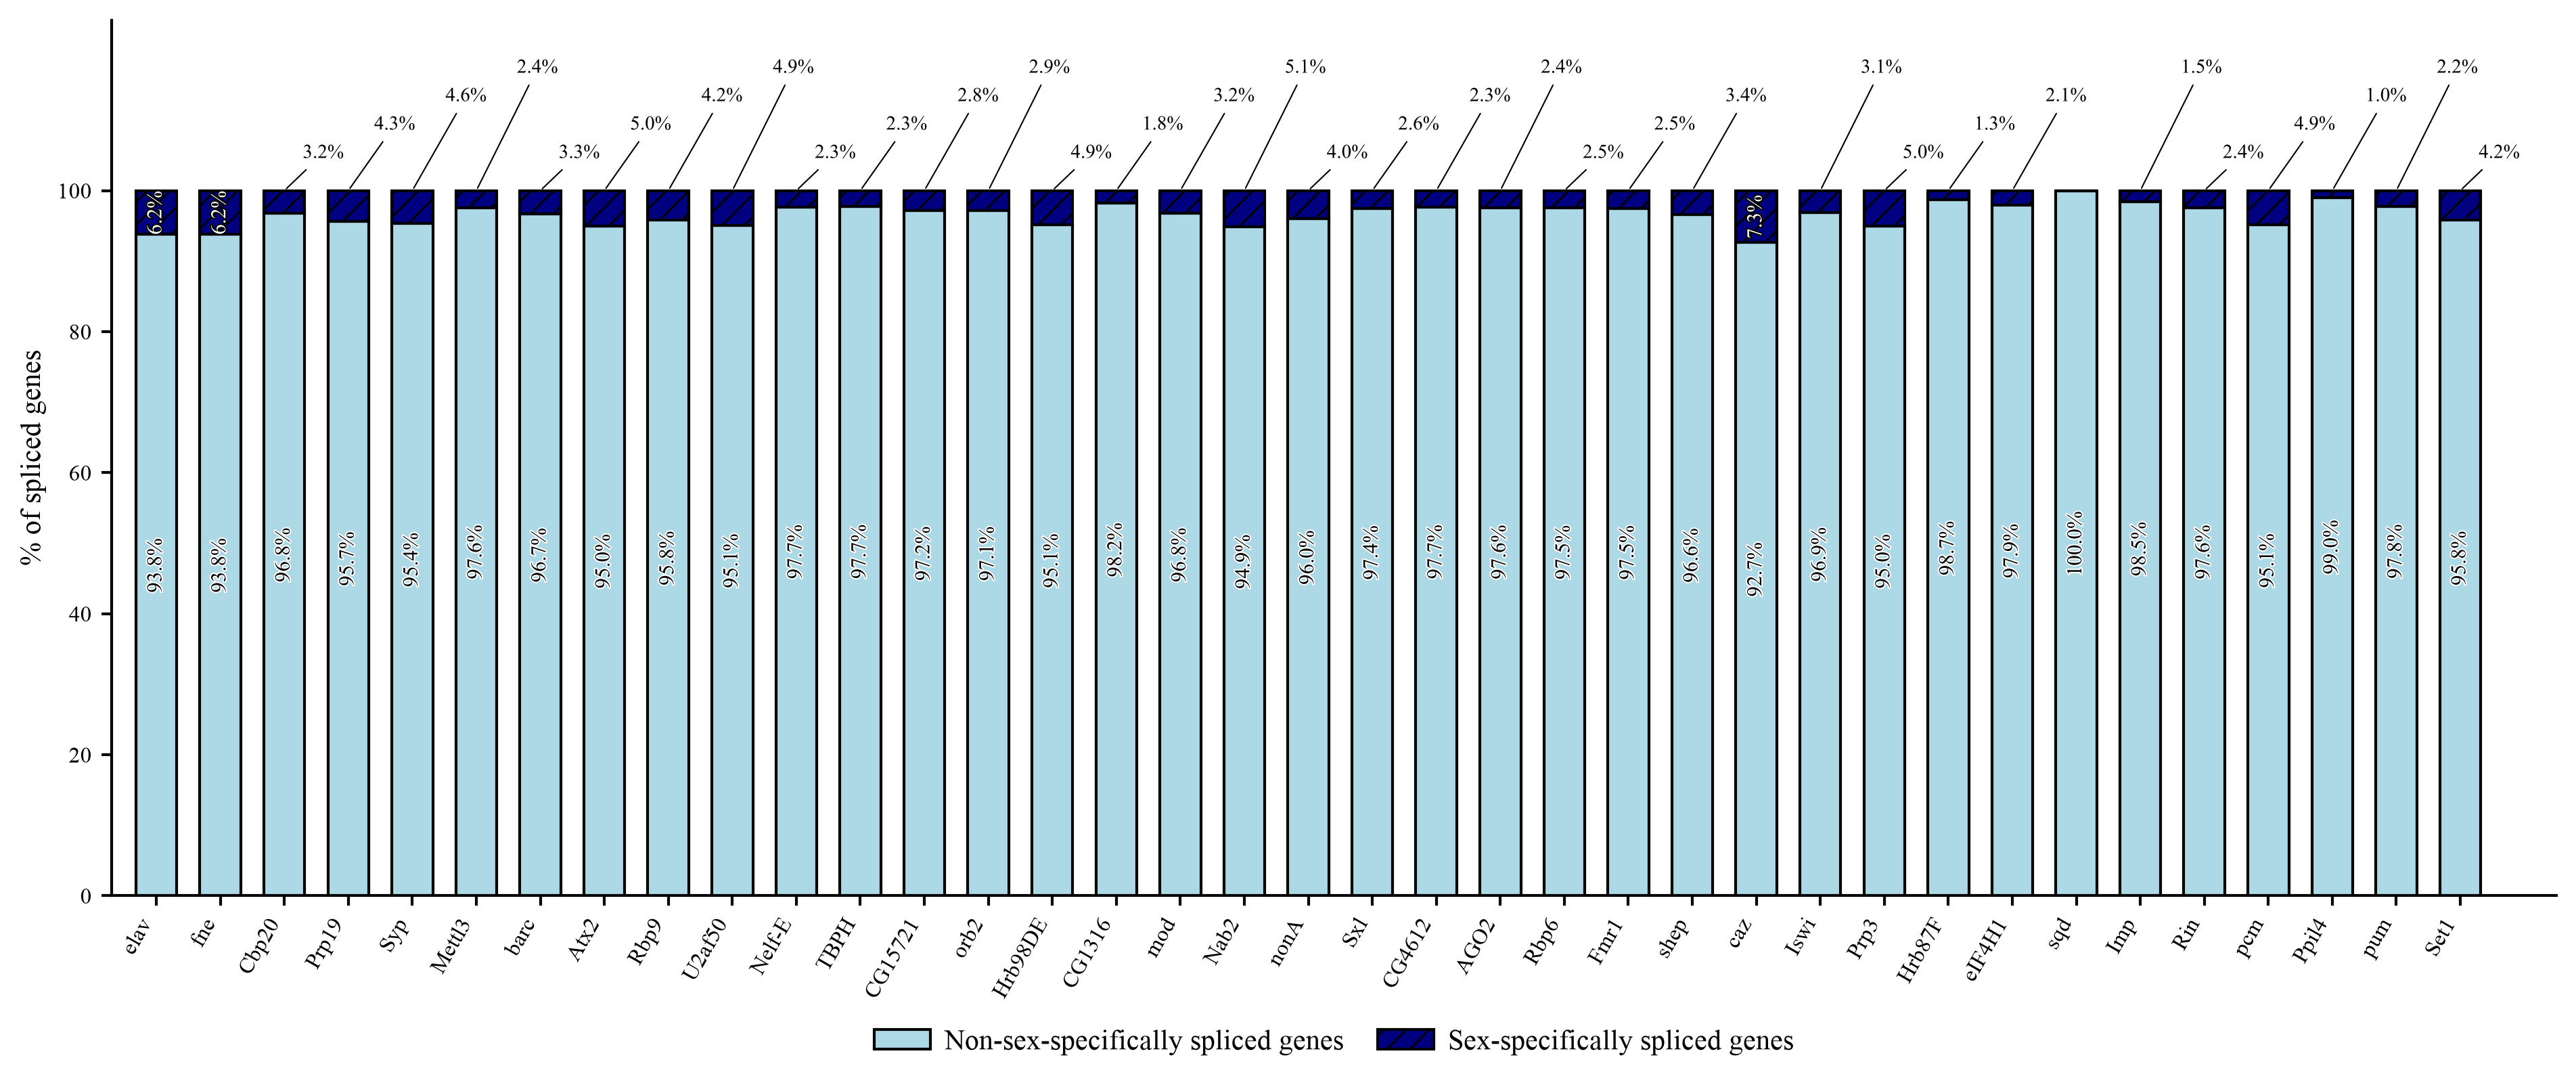 2.4% 4.9% 2.9% 5.1% 2.4% 3.1% 1.5% 2.2%
4.6% 4.2% 2.8% 3.2% 2.3% 3.4% 2.1% 1.0%
4.3% 5.0% 2.3% 1.8% 2.6% 2.5% 1.3% 4.9%
3.2% 3.3% 2.3% 4.9% 4.0% 2.5% 5.0% 2.4% 4.2%
6.2% 6.2% 7.3%
100
80
60
40
20
0
% of spliced genes
93.8% 93.8% 96.8% 95.7% 95.4% 97.6% 96.7% 95.0% 95.8% 95.1% 97.7% 97.7% 97.2% 97.1% 95.1% 98.2% 96.8% 94.9% 96.0% 97.4% 97.7% 97.6% 97.5% 97.5% 96.6% 92.7% 96.9% 95.0% 98.7% 97.9% 100.0% 98.5% 97.6% 95.1% 99.0% 97.8% 95.8%
elav fne Cbp20 Prp19 Syp Mettl3 barc Atx2 Rbp9 U2af50 Nelf-E TBPH CG15721 orb2 Hrb98DE CG1316 mod Nab2 nonA Sxl CG4612 AGO2 Rbp6 Fmr1 shep caz Iswi Prp3 Hrb87F eIF4H1 sqd Imp Rin pcm Ppil4 pum Set1
Non-sex-specifically spliced genes Sex-specifically spliced genes